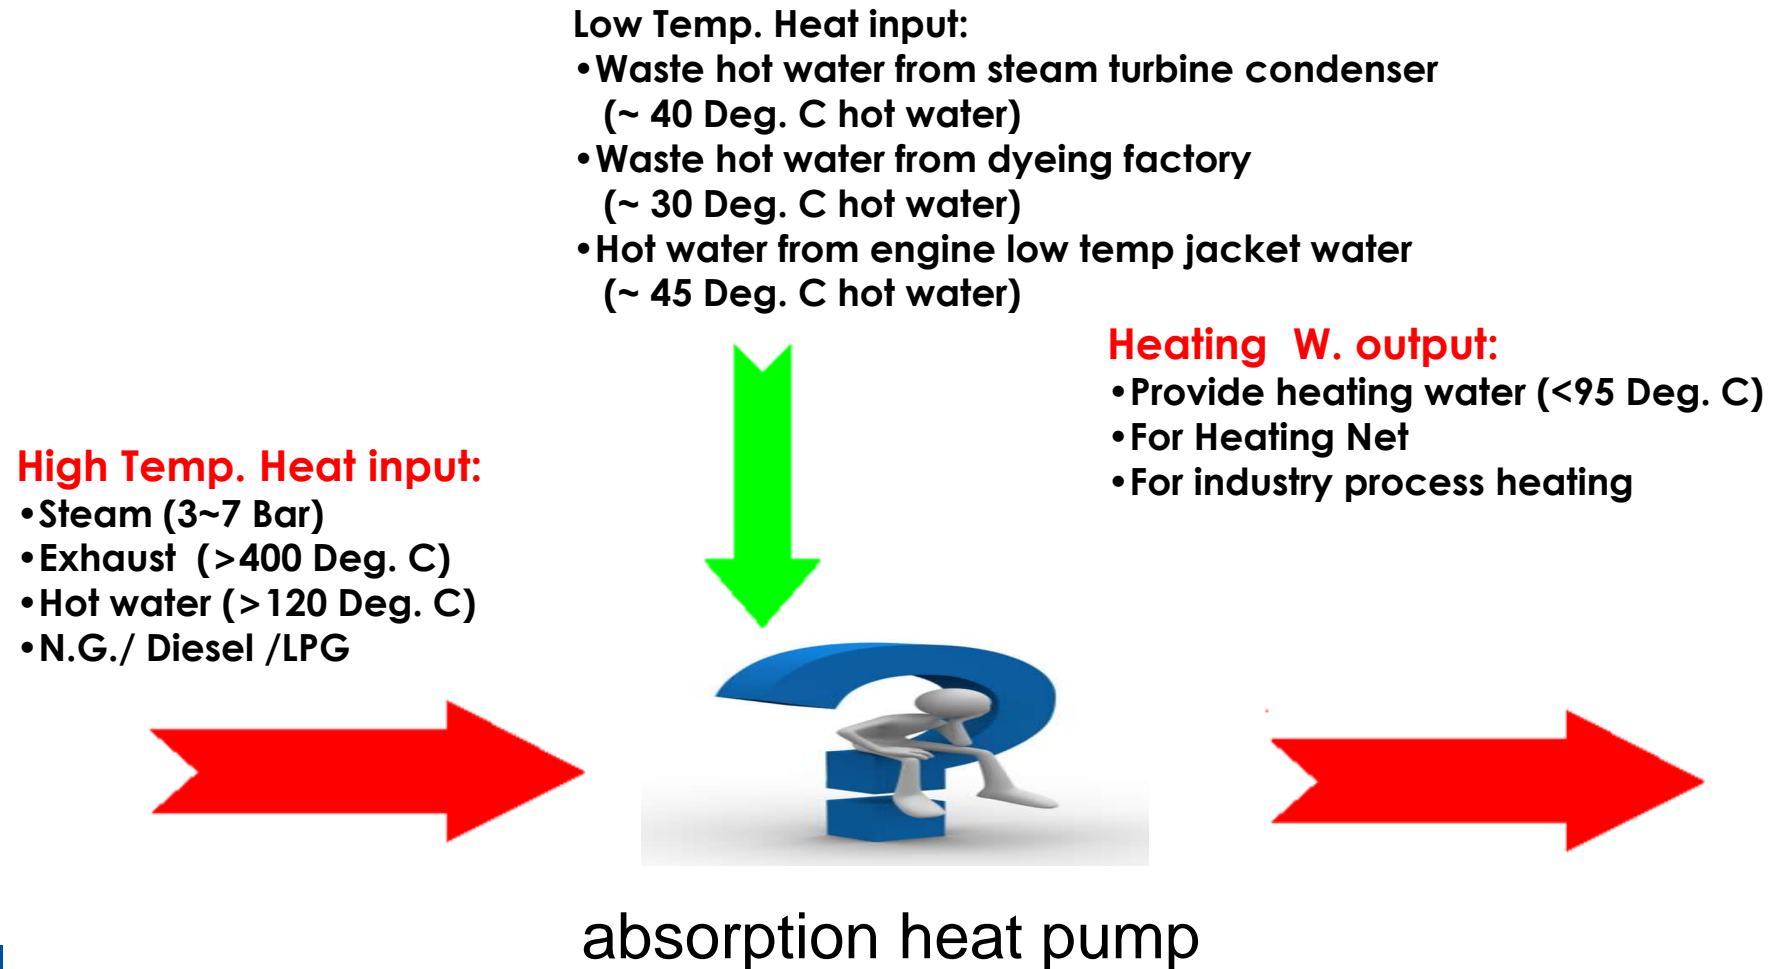 Low Temp. Heat input:
•Waste hot water from steam turbine condenser
(~ 40 Deg. C hot water)
•Waste hot water from dyeing factory
(~ 30 Deg. C hot water)
•Hot water from engine low temp jacket water
(~ 45 Deg. C hot water)
Heating W. output:
•Provide heating water (<95 Deg. C)
•For Heating Net
•For industry process heating
High Temp. Heat input:
•Steam (3~7 Bar)
•Exhaust (>400 Deg. C)
•Hot water (>120 Deg. C)
•N.G./ Diesel /LPG
absorption heat pump